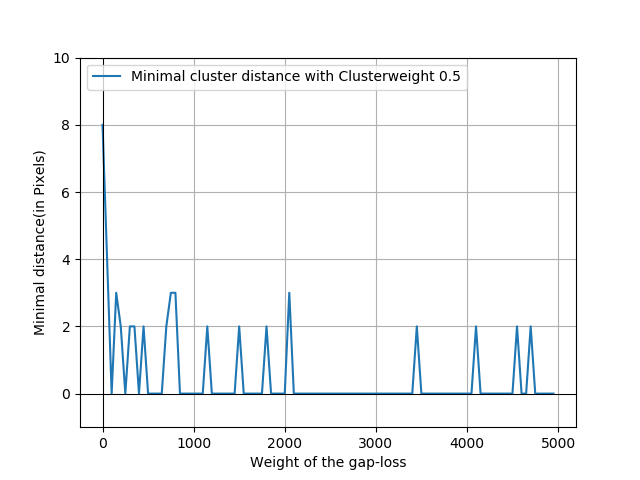 Minimal cluster distance with Clusterweight 0.5
10
8
6
4
2
0
Minimal distance(in Pixels)
0 1000 2000 3000 4000 5000
Weight of the gap-loss